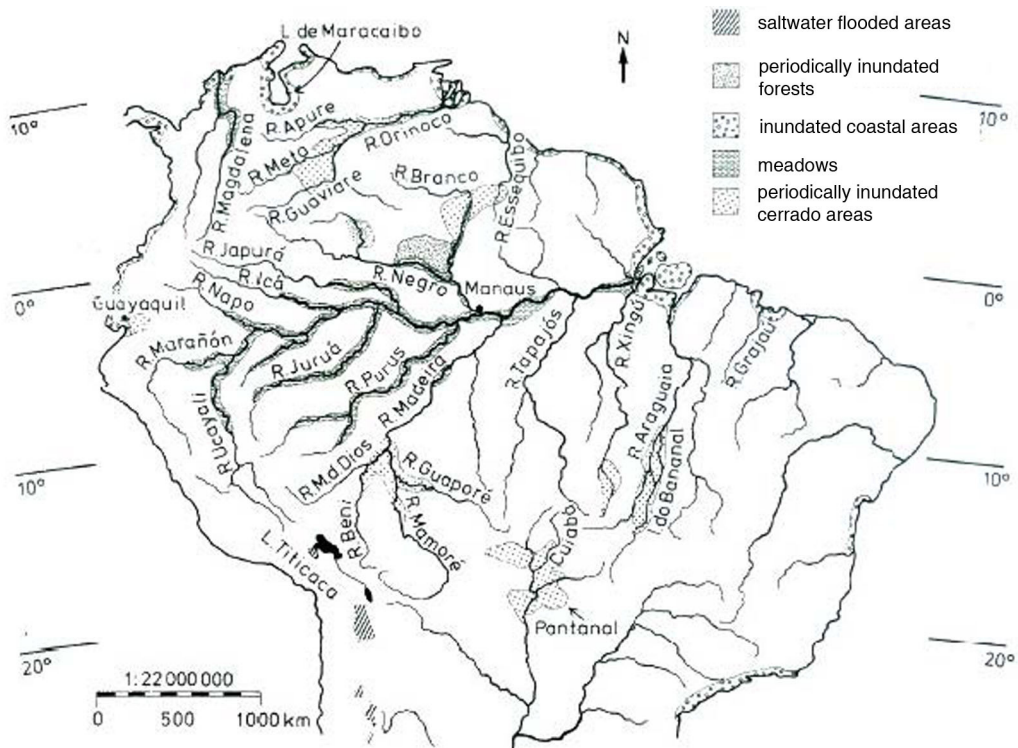 saltwater flooded areas
periodically inundated
forests
inundated coastal areas
meadows
periodically inundated
cerrado areas
N
L. de Maracaibo
10°
10°
R. Apure
R. Orinoco
R. Magdalena
R. Meta
R. Branco
R. Essequibo
R. Guaviare
R. Japurá
R. Içá
R. Negro
Manaus
R. Napo
0°
0°
Guayaquil
R. Marañón
R. Juruá
R. Purus
R. Madeira
R. Tapajós
R. Xingú
R. Grajaú
R. Araguaia
do Bananal
R. Ucayali
R. M. d. Dios
R. Guaporé
10°
10°
R. Beni
R. Mamoré
Cuiabo
L. Titicaca
Pantanal
20°
20°
1:22 000 000
0 500 1000 km